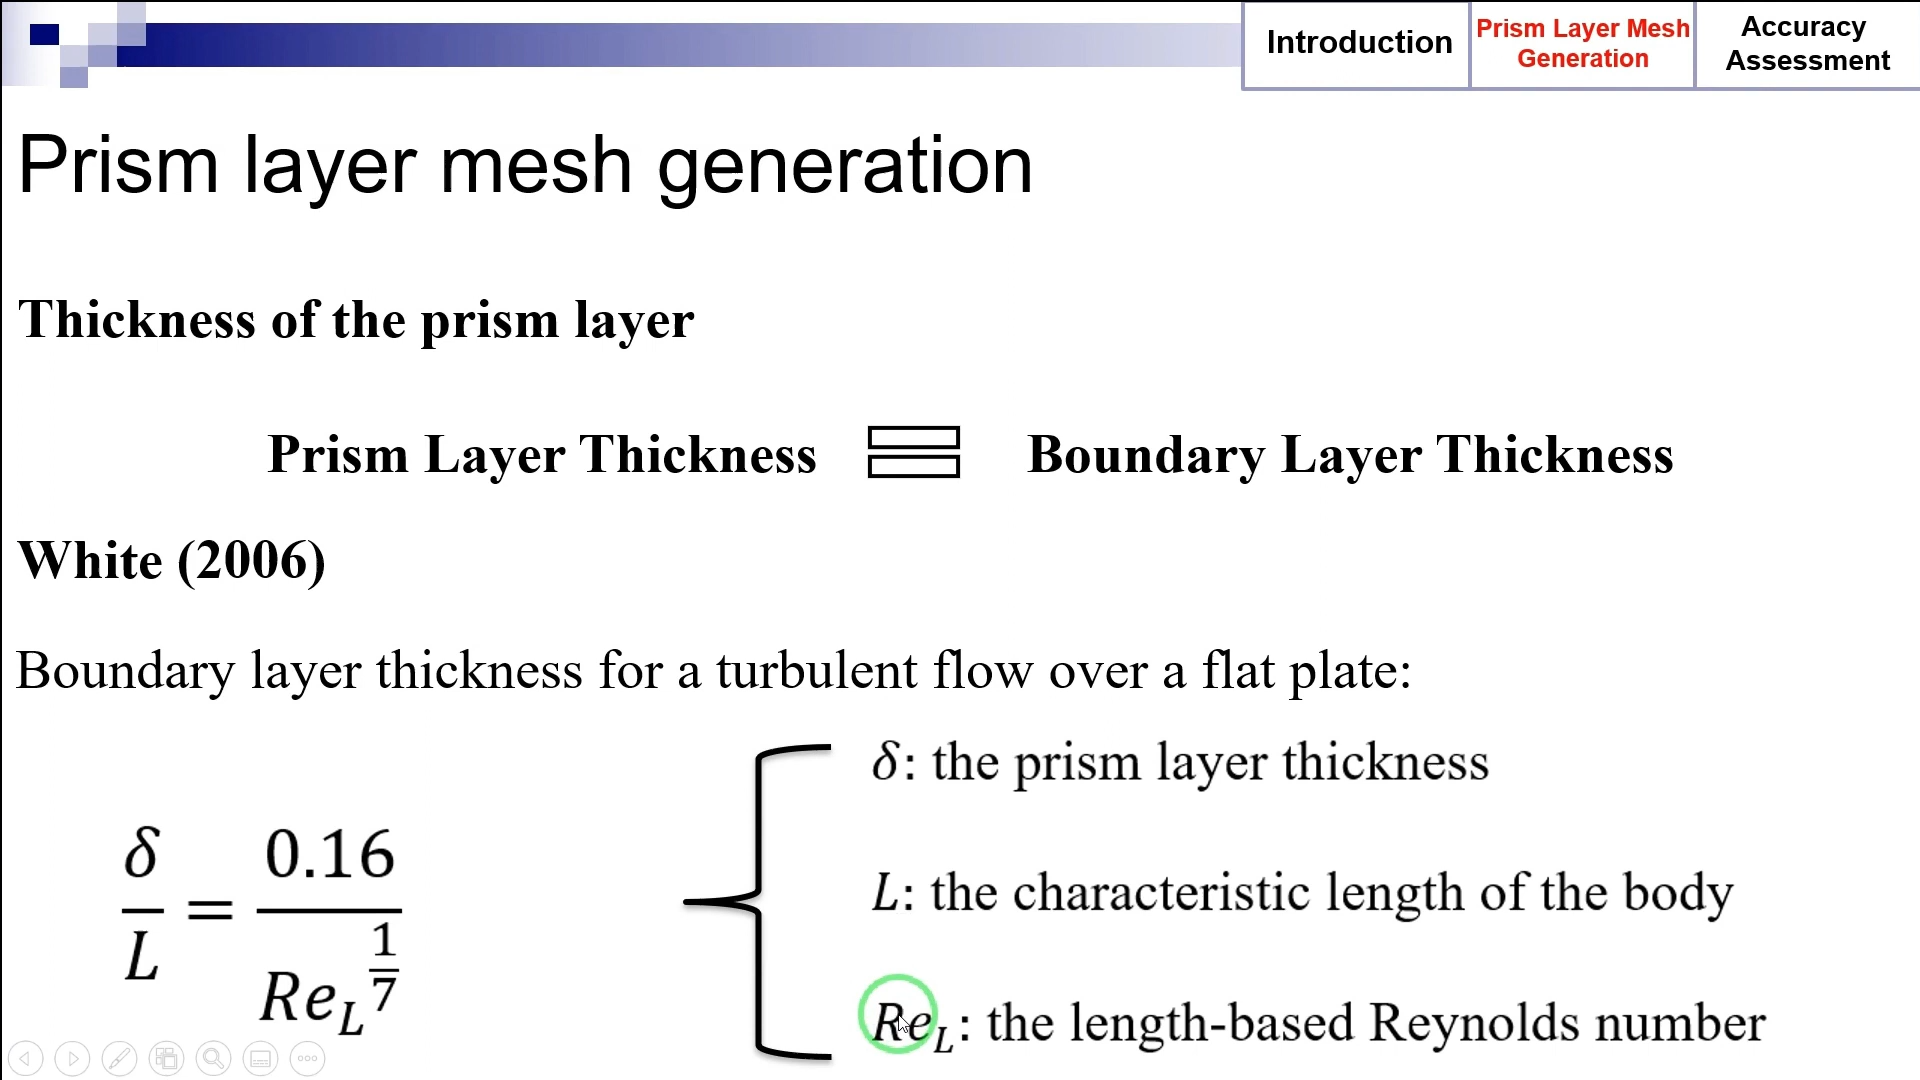 Introduction
Prism Layer Mesh
Generation
Accuracy
Assessment
Prism layer mesh generation
Thickness of the prism layer
Prism Layer Thickness = Boundary Layer Thickness
White (2006)
Boundary layer thickness for a turbulent flow over a flat plate:
δ/L = 0.16/Re_L^(1/7)
δ: the prism layer thickness
L: the characteristic length of the body
Re_L: the length-based Reynolds number